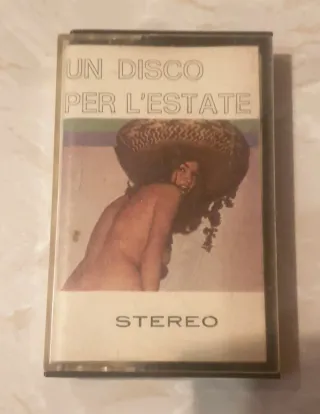 UN DISCO
PER L'ESTATE
STEREO